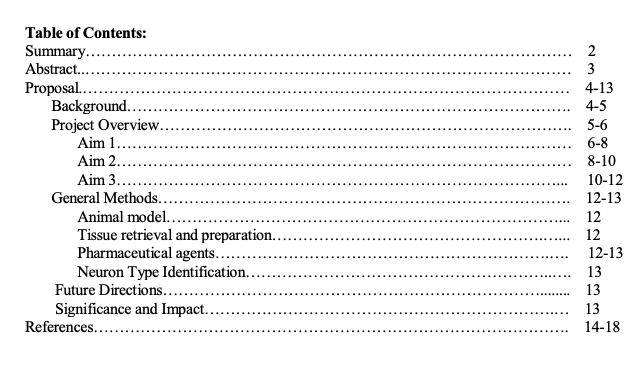 Table of Contents:
Summary……………………………………………………………………………… 2
Abstract..……………………………………………………………………………… 3
Proposal..……………………………………………………………………………… 4-13
Background………………………………………………………………………. 4-5
Project Overview…………………………………………………………………. 5-6
Aim 1………………………………………………………………………… 6-8
Aim 2………………………………………………………………………… 8-10
Aim 3………………………………………………………………………... 10-12
General Methods…………………………………………………………………. 12-13
Animal model………………………………………………………………... 12
Tissue retrieval and preparation……………………………………………... 12
Pharmaceutical agents………………………………………………………. 12-13
Neuron Type Identification…………………………………………………. 13
Future Directions……………………………………………………………........ 13
Significance and Impact…………………………………………………………. 13
References……………………………………………………………………………. 14-18